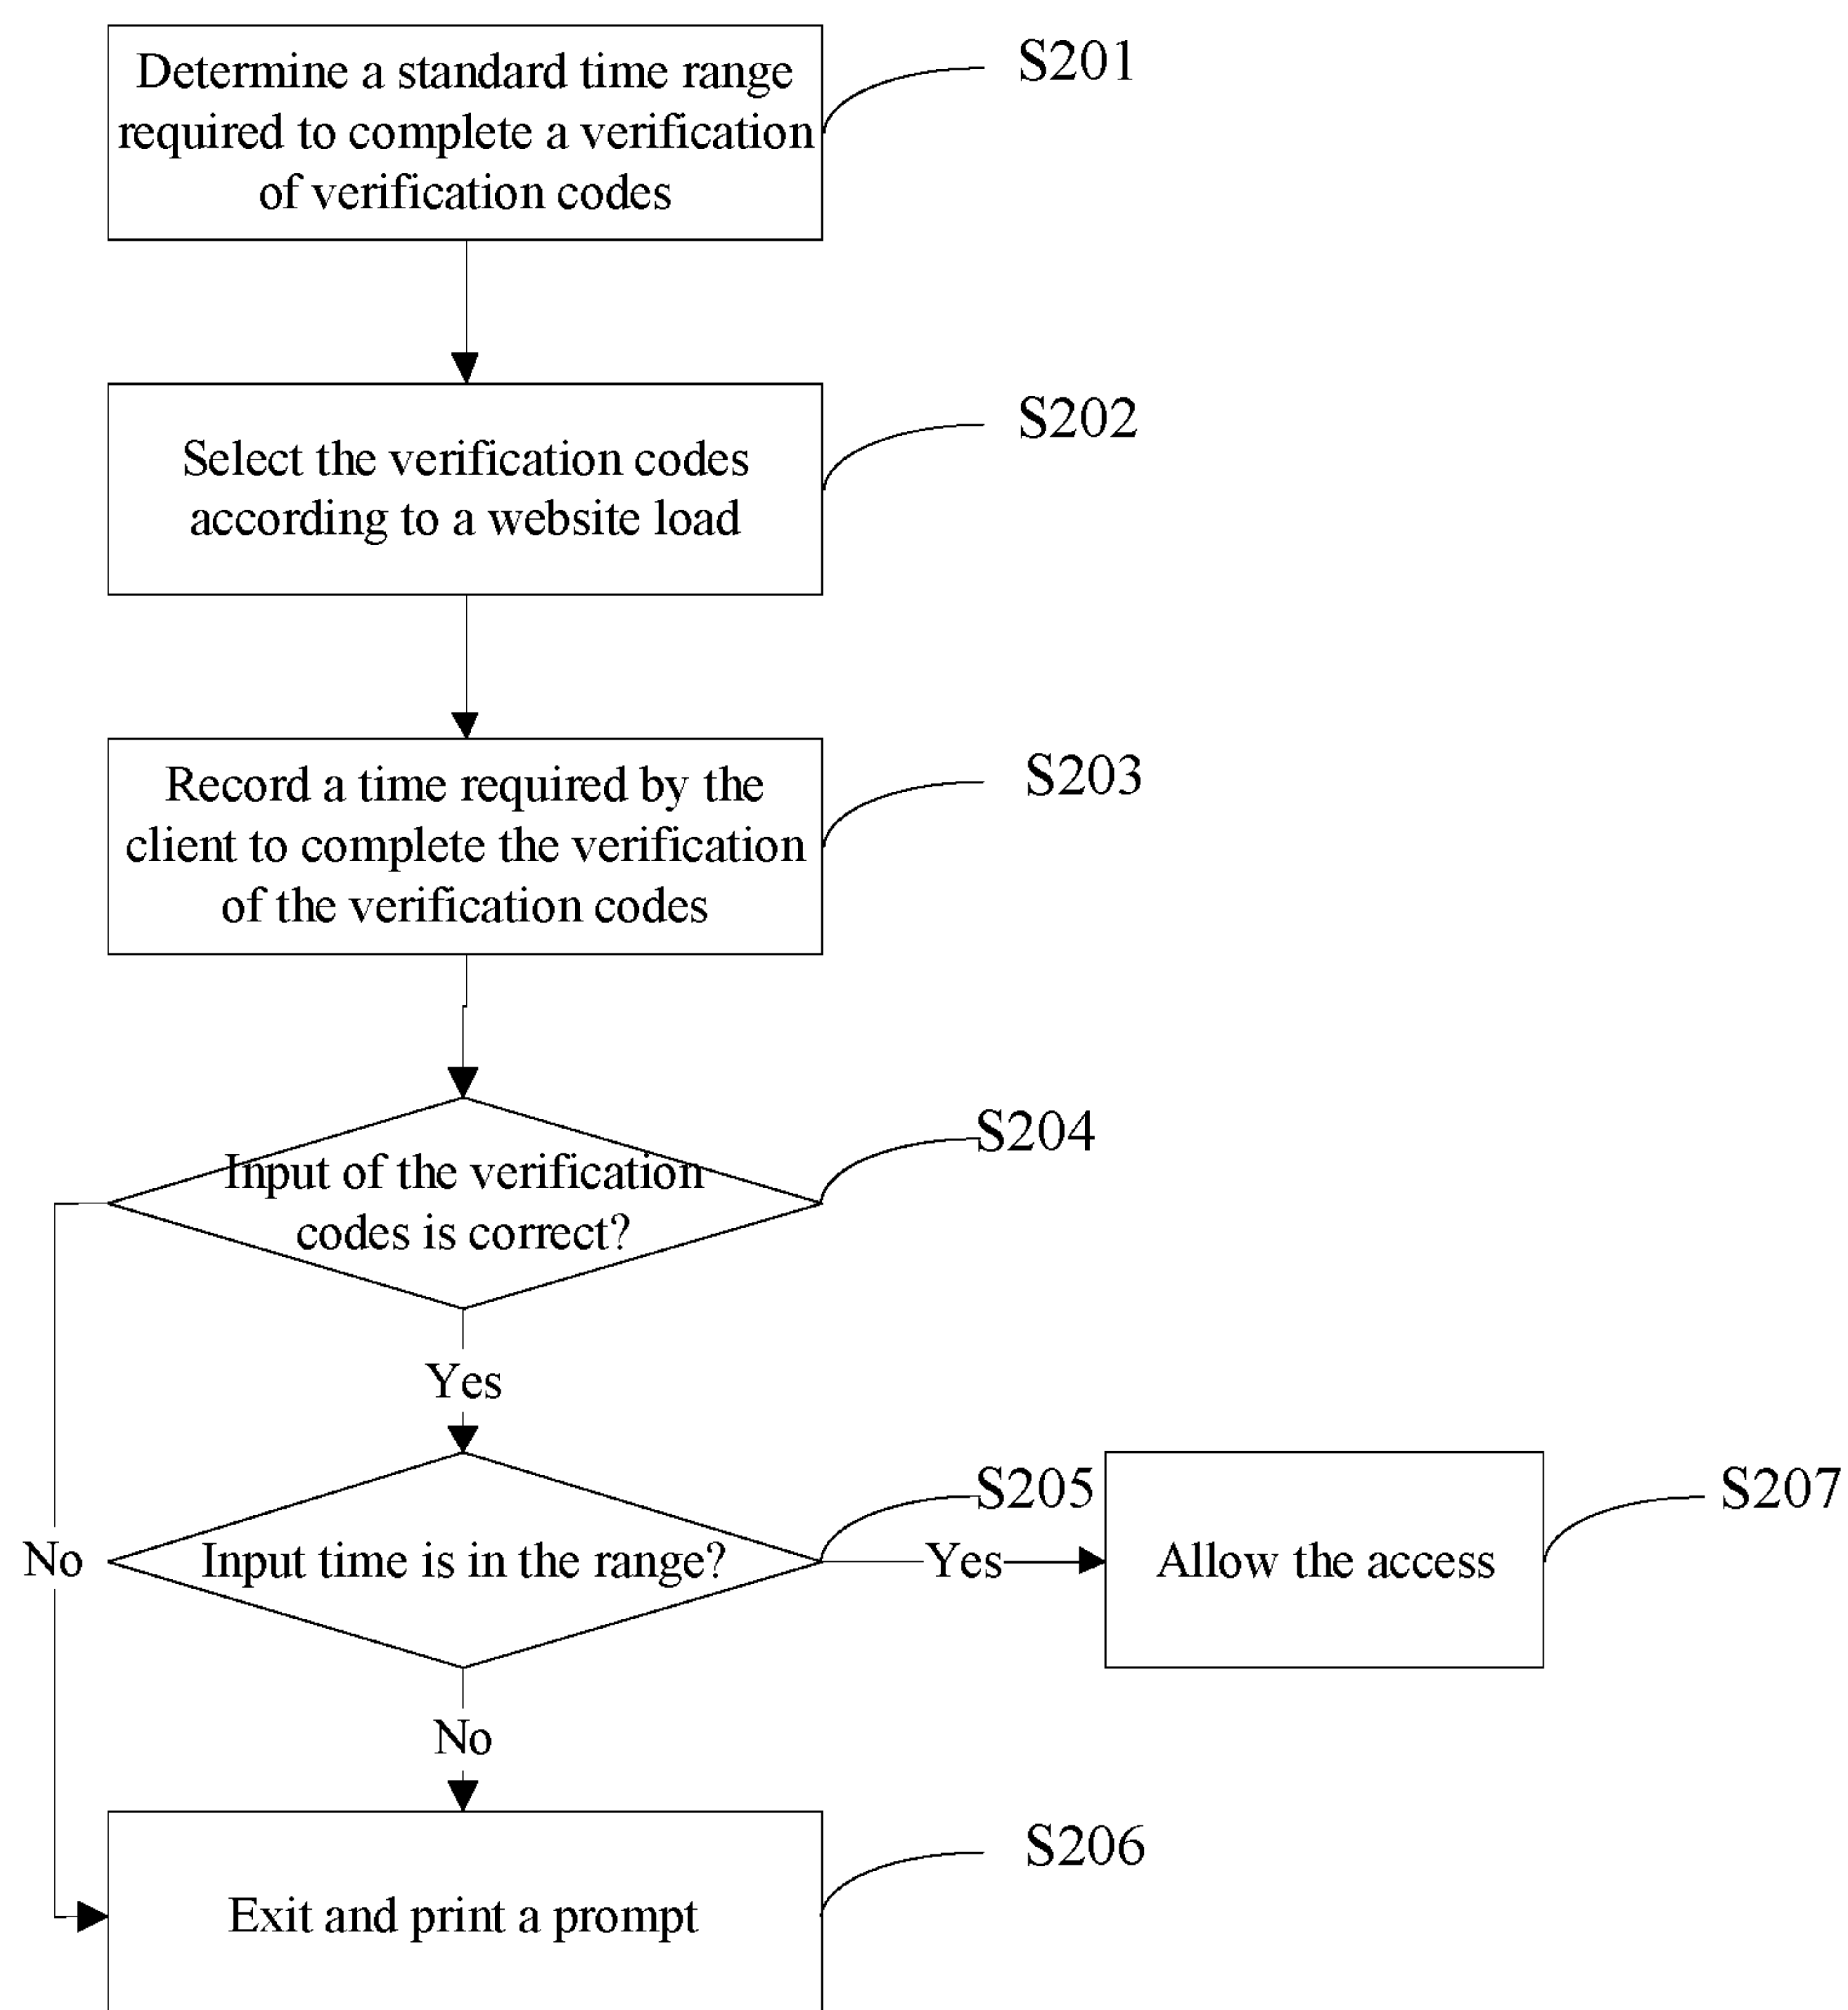 Determine a standard time range
required to complete a verification
of verification codes
S201
Select the verification codes
according to a website load
S202
Record a time required by the
client to complete the verification
of the verification codes
S203
Input of the verification
codes is correct?
S204
Yes
No
Input time is in the range?
S205
Yes
Allow the access
S207
No
Exit and print a prompt
S206